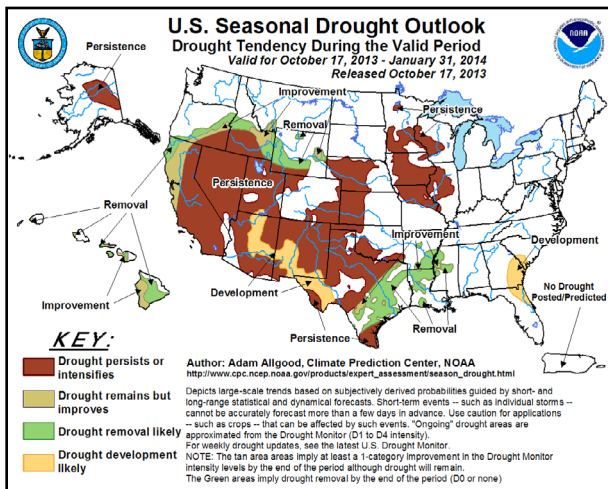 U.S. Seasonal Drought Outlook
Drought Tendency During the Valid Period
Valid for October 17, 2013 - January 31, 2014
Released October 17, 2013
NOAA
Persistence
Improvement
Persistence
Removal
Persistence
Removal
Improvement
Development
Improvement
Development
No Drought
Posted/Predicted
Removal
Persistence
KEY:
Drought persists or
intensifies
Drought remains but
improves
Drought removal likely
Drought development
likely
Author: Adam Allgood, Climate Prediction Center, NOAA
http://www.cpc.ncep.noaa.gov/products/expert_assessment/season_drought.html
Depicts large-scale trends based on subjectively derived probabilities guided by short- and
long-range statistical and dynamical forecasts. Short-term events -- such as individual storms --
cannot be accurately forecast more than a few days in advance. Use caution for applications
-- such as crops -- that can be affected by such events. "Ongoing" drought areas are
approximated from the Drought Monitor (D1 to D4 intensity).
For weekly drought updates, see the latest U.S. Drought Monitor.
NOTE: The tan area areas imply at least a 1-category improvement in the Drought Monitor
intensity levels by the end of the period although drought will remain.
The Green areas imply drought removal by the end of the period (D0 or none)